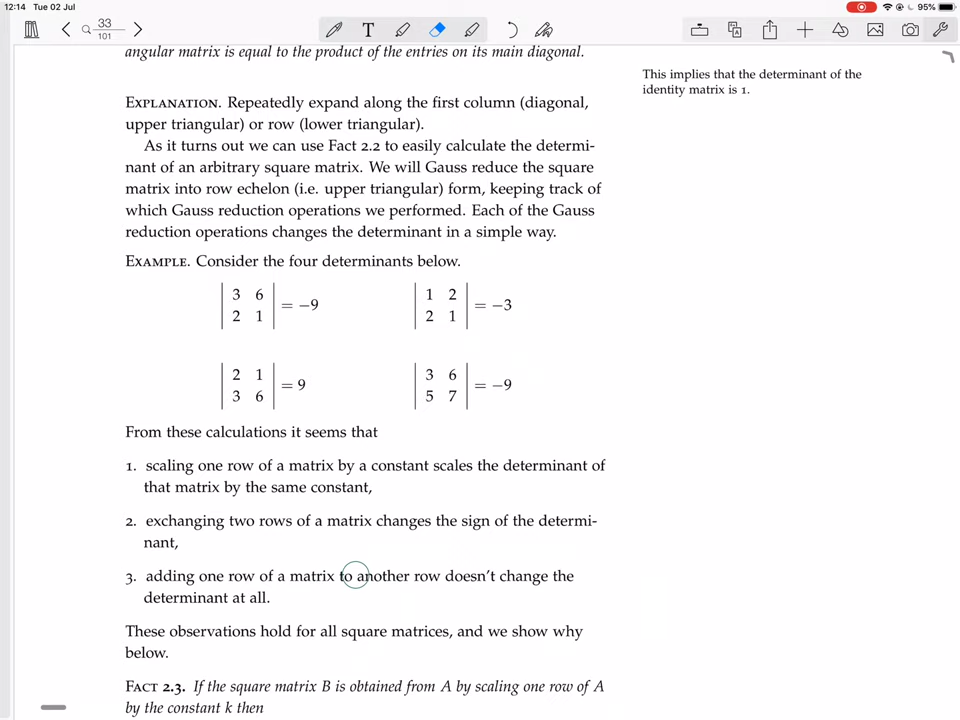 12:14 Tue 02 Jul
95%
33
101
T
angular matrix is equal to the product of the entries on its main diagonal.
This implies that the determinant of the
identity matrix is 1.
EXPLANATION. Repeatedly expand along the first column (diagonal,
upper triangular) or row (lower triangular).
As it turns out we can use Fact 2.2 to easily calculate the determi-
nant of an arbitrary square matrix. We will Gauss reduce the square
matrix into row echelon (i.e. upper triangular) form, keeping track of
which Gauss reduction operations we performed. Each of the Gauss
reduction operations changes the determinant in a simple way.
EXAMPLE. Consider the four determinants below.
| 3 6 |
| 2 1 | = −9
| 1 2 |
| 2 1 | = −3
| 2 1 |
| 3 6 | = 9
| 3 6 |
| 5 7 | = −9
From these calculations it seems that
1. scaling one row of a matrix by a constant scales the determinant of
that matrix by the same constant,
2. exchanging two rows of a matrix changes the sign of the determi-
nant,
3. adding one row of a matrix to another row doesn't change the
determinant at all.
These observations hold for all square matrices, and we show why
below.
FACT 2.3. If the square matrix B is obtained from A by scaling one row of A
by the constant k then